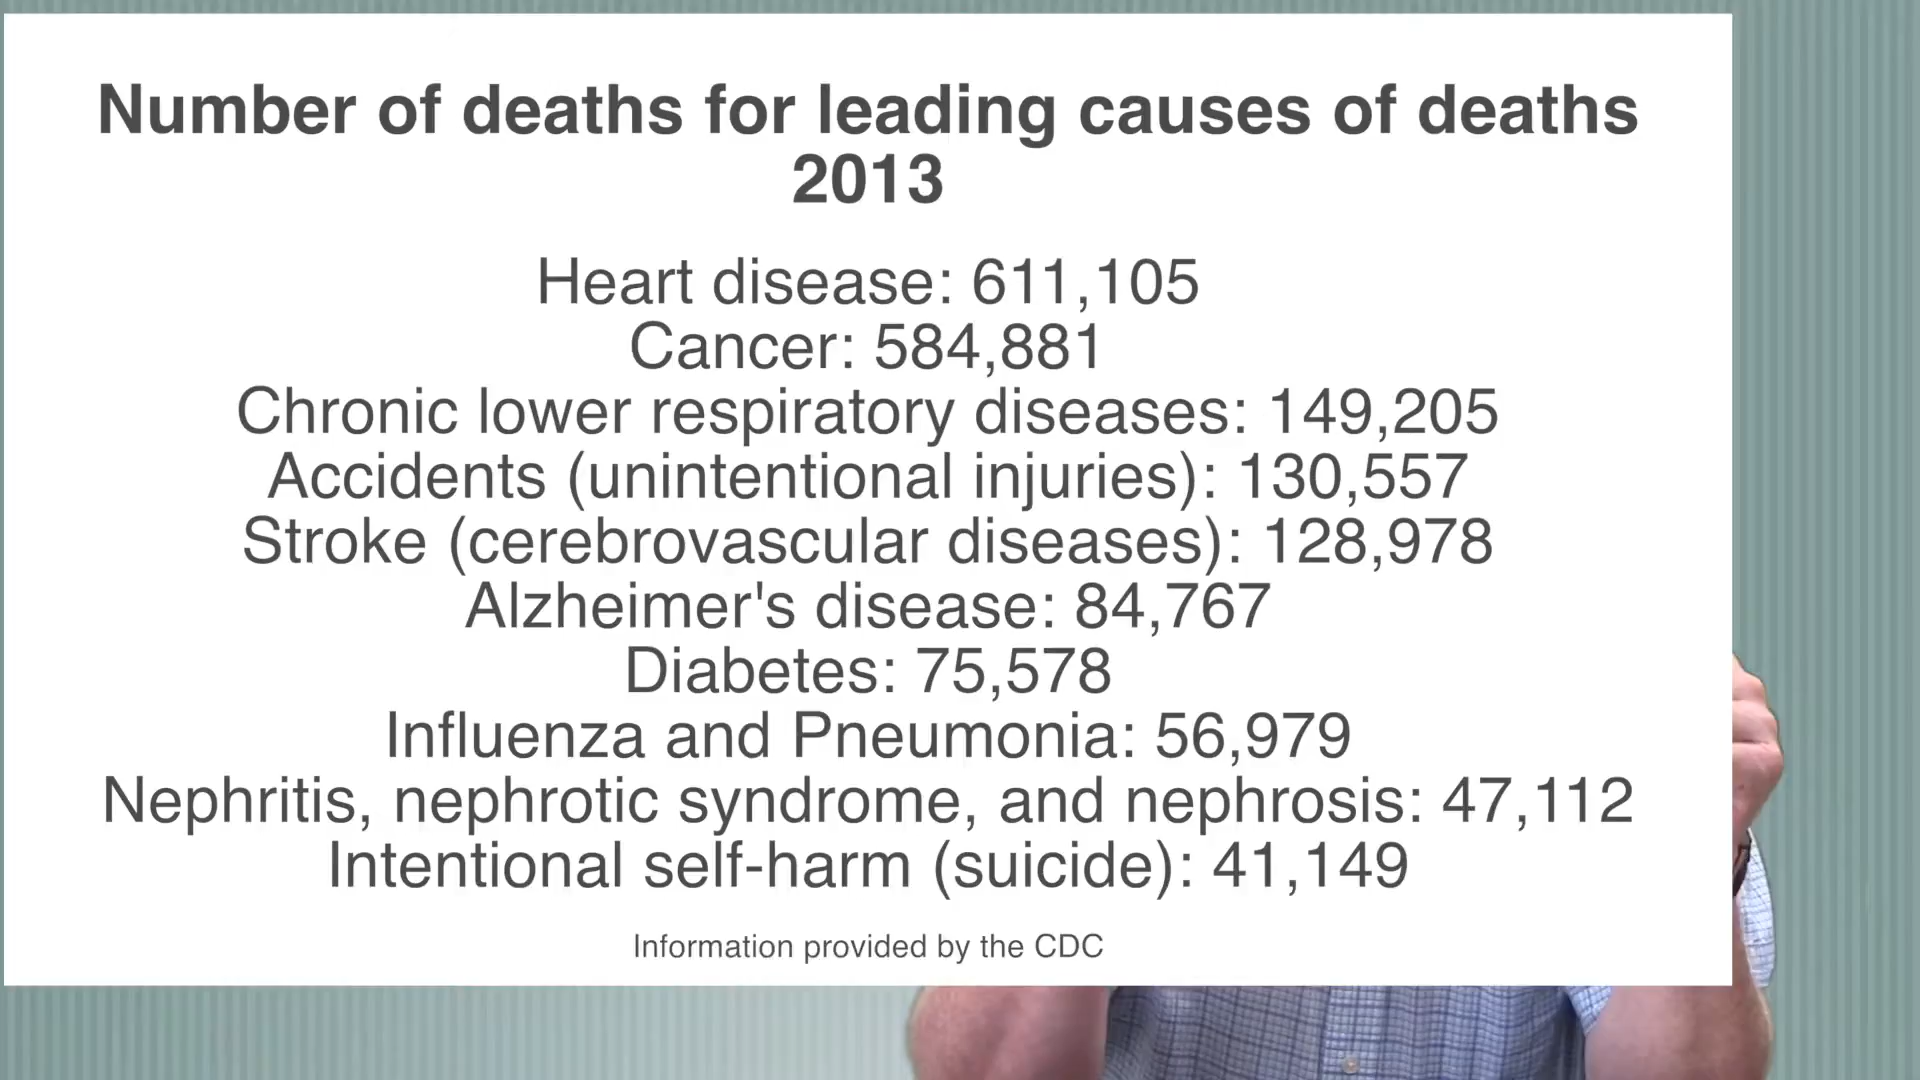 Number of deaths for leading causes of deaths
2013
Heart disease: 611,105
Cancer: 584,881
Chronic lower respiratory diseases: 149,205
Accidents (unintentional injuries): 130,557
Stroke (cerebrovascular diseases): 128,978
Alzheimer's disease: 84,767
Diabetes: 75,578
Influenza and Pneumonia: 56,979
Nephritis, nephrotic syndrome, and nephrosis: 47,112
Intentional self-harm (suicide): 41,149
Information provided by the CDC